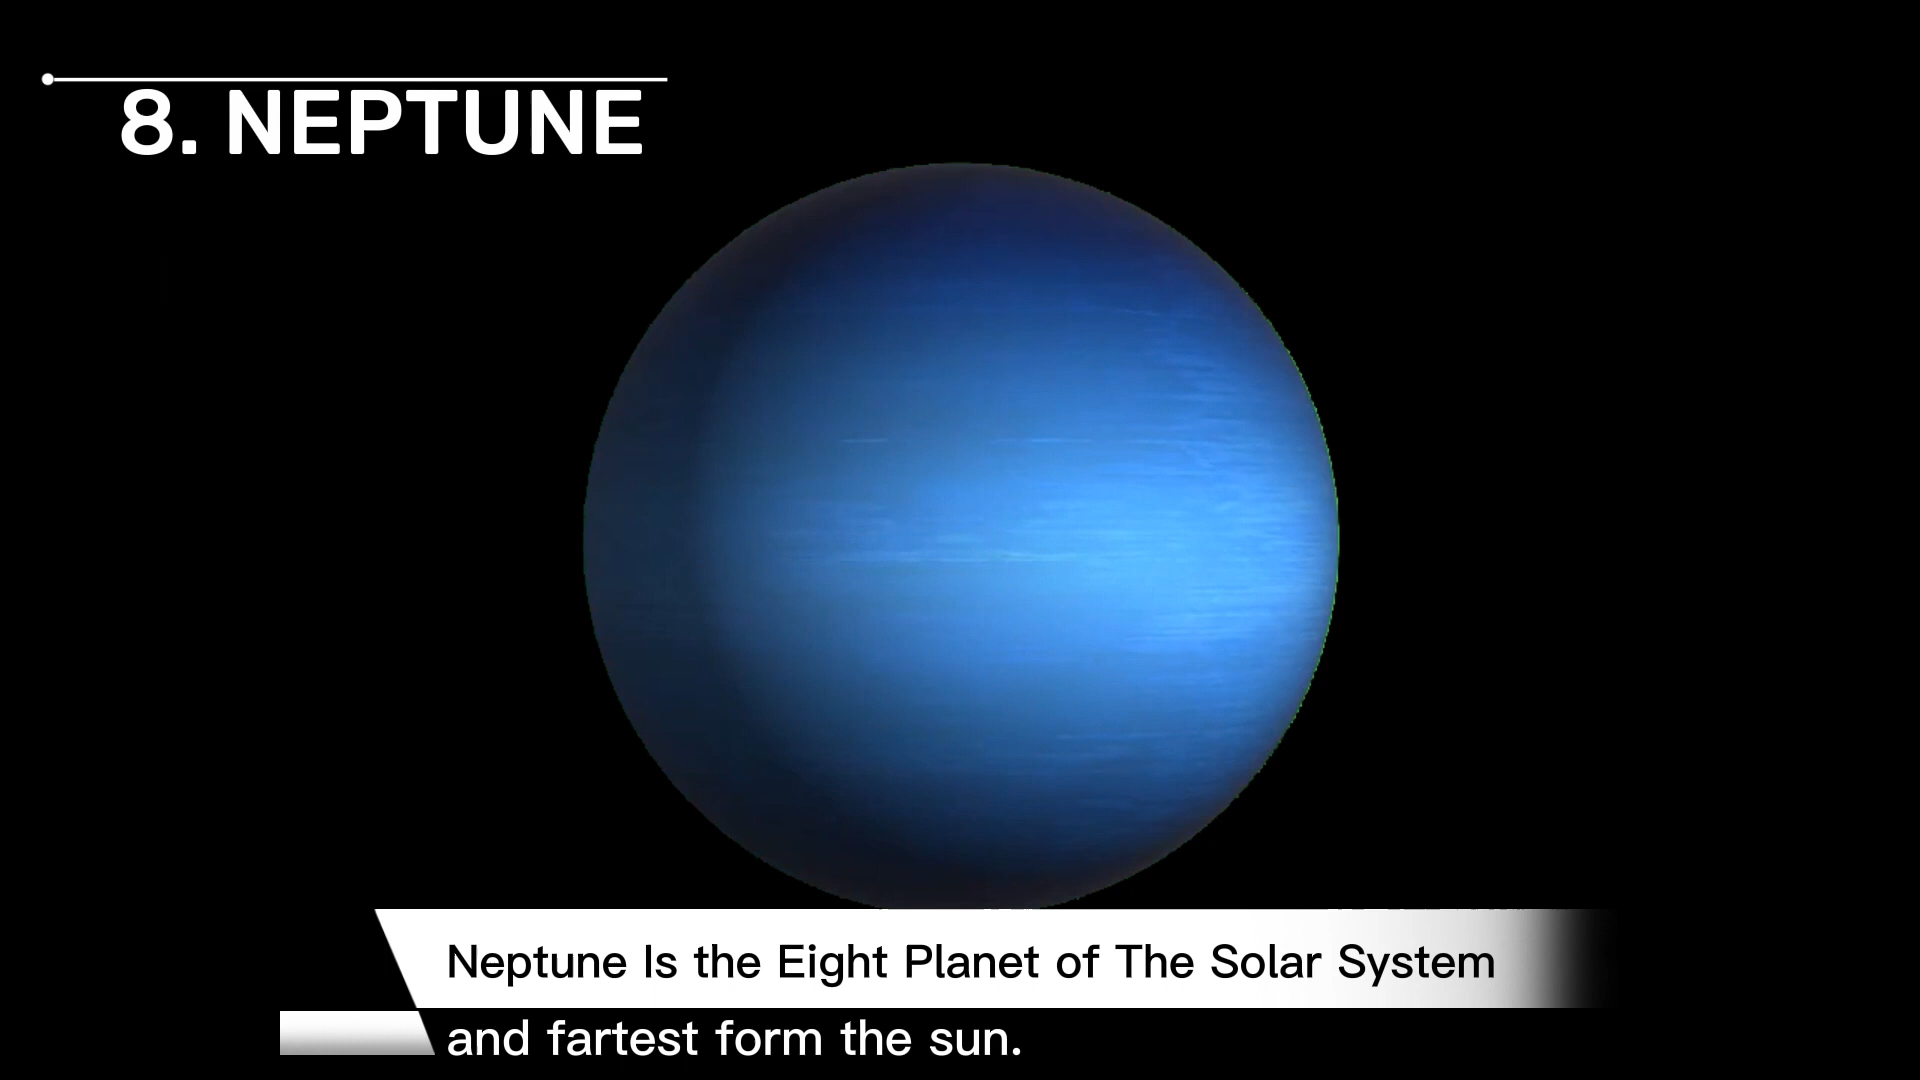 8. NEPTUNE
Neptune Is the Eight Planet of The Solar System
and fartest form the sun.